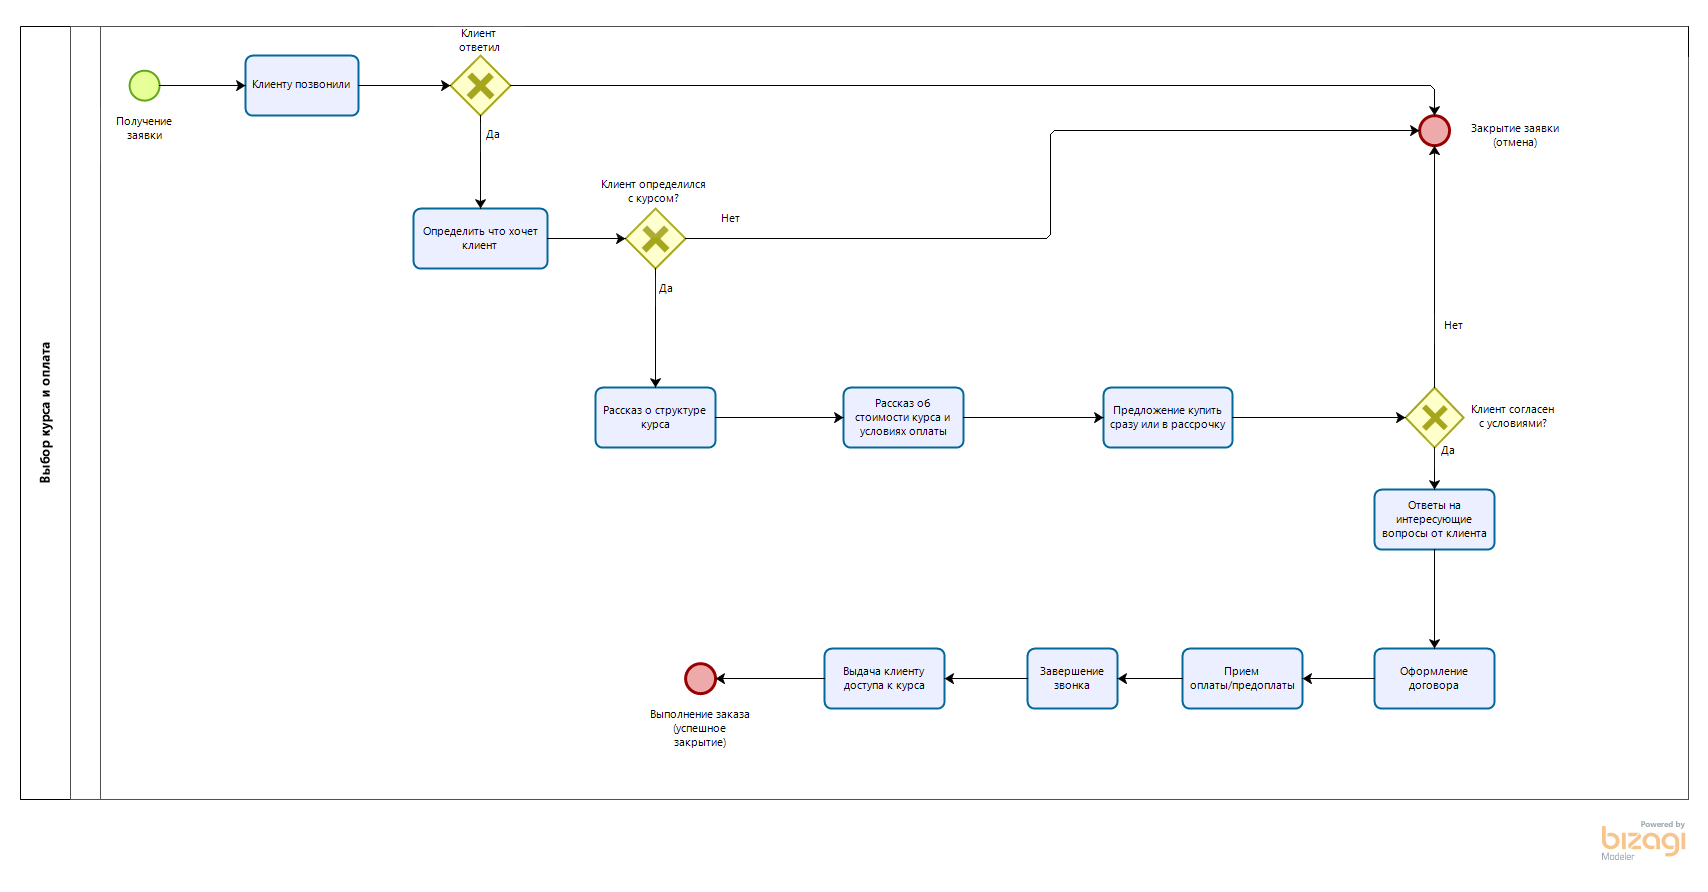 Выбор курса и оплата
Клиент
ответил
Клиенту позвонили
Получение
заявки
Да
Закрытие заявки
(отмена)
Клиент определился
с курсом?
Нет
Определить что хочет
клиент
Да
Нет
Рассказ о структуре
курса
Рассказ об
стоимости курса и
условиях оплаты
Предложение купить
сразу или в рассрочку
Клиент согласен
с условиями?
Да
Ответы на
интересующие
вопросы от клиента
Оформление
договора
Прием
оплаты/предоплаты
Завершение
звонка
Выдача клиенту
доступа к курса
Выполнение заказа
(успешное
закрытие)
Powered by
bizagi
Modeler